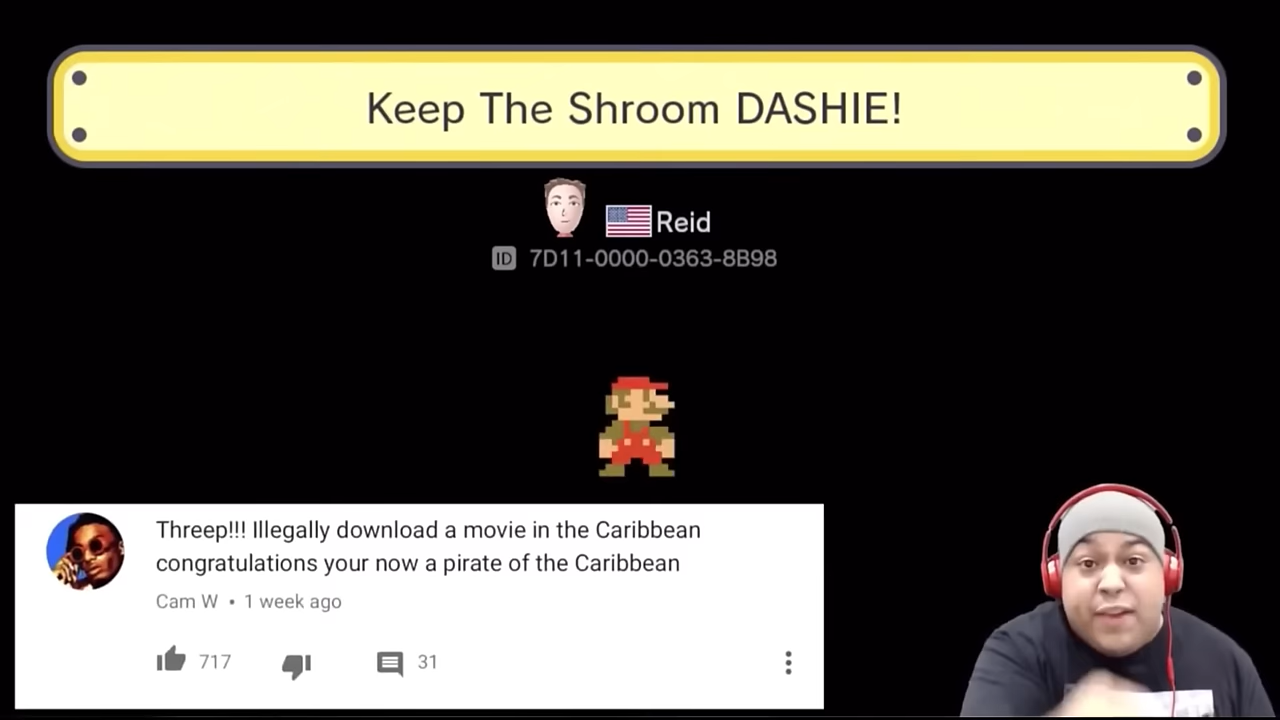 Keep The Shroom DASHIE!
Reid
ID 7D11-0000-0363-8B98
Threep!!! Illegally download a movie in the Caribbean
congratulations your now a pirate of the Caribbean
Cam W • 1 week ago
717 31